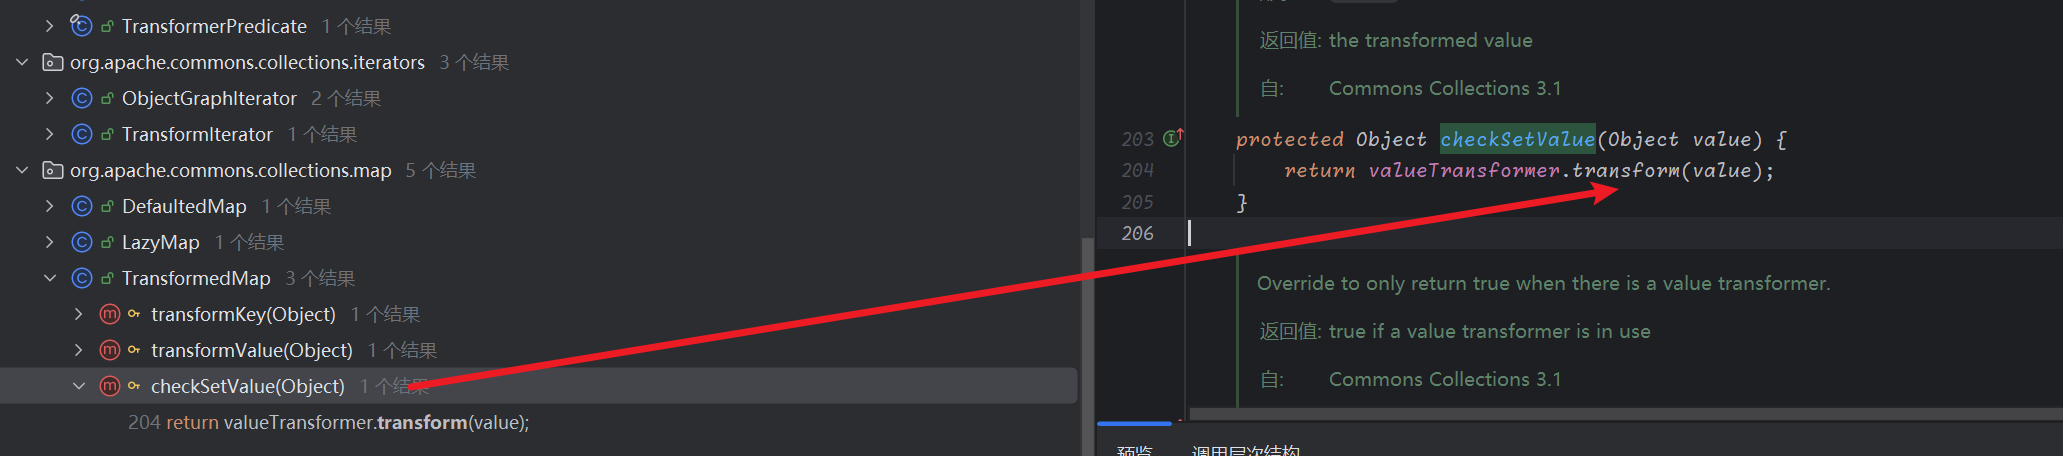 TransformerPredicate 1 个结果
org.apache.commons.collections.iterators 3 个结果
ObjectGraphIterator 2 个结果
TransformIterator 1 个结果
org.apache.commons.collections.map 5 个结果
DefaultedMap 1 个结果
LazyMap 1 个结果
TransformedMap 3 个结果
transformKey(Object) 1 个结果
transformValue(Object) 1 个结果
checkSetValue(Object) 1 个结果
204 return valueTransformer.transform(value);
返回值: the transformed value
自: Commons Collections 3.1
203 protected Object checkSetValue(Object value) {
204 return valueTransformer.transform(value);
205 }
206
Override to only return true when there is a value transformer.
返回值: true if a value transformer is in use
自: Commons Collections 3.1
预览 调用层次结构